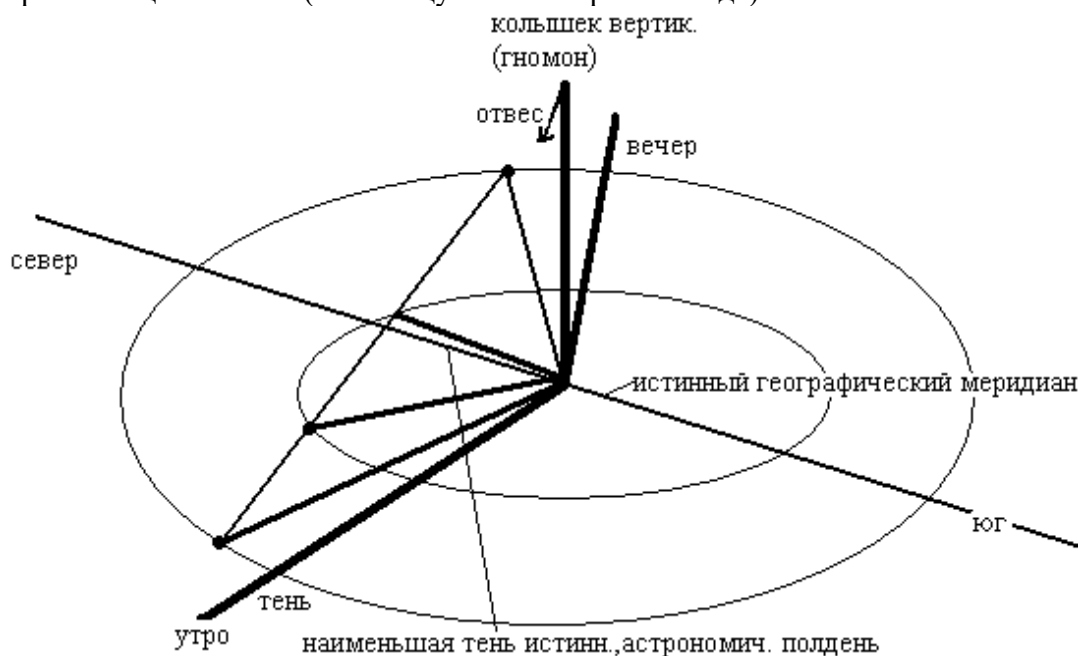 колышек вертик.
(гномон)
отвес
вечер
север
истинный географический меридиан
юг
тень
утро
наименьшая тень истинн.,астрономич. полдень